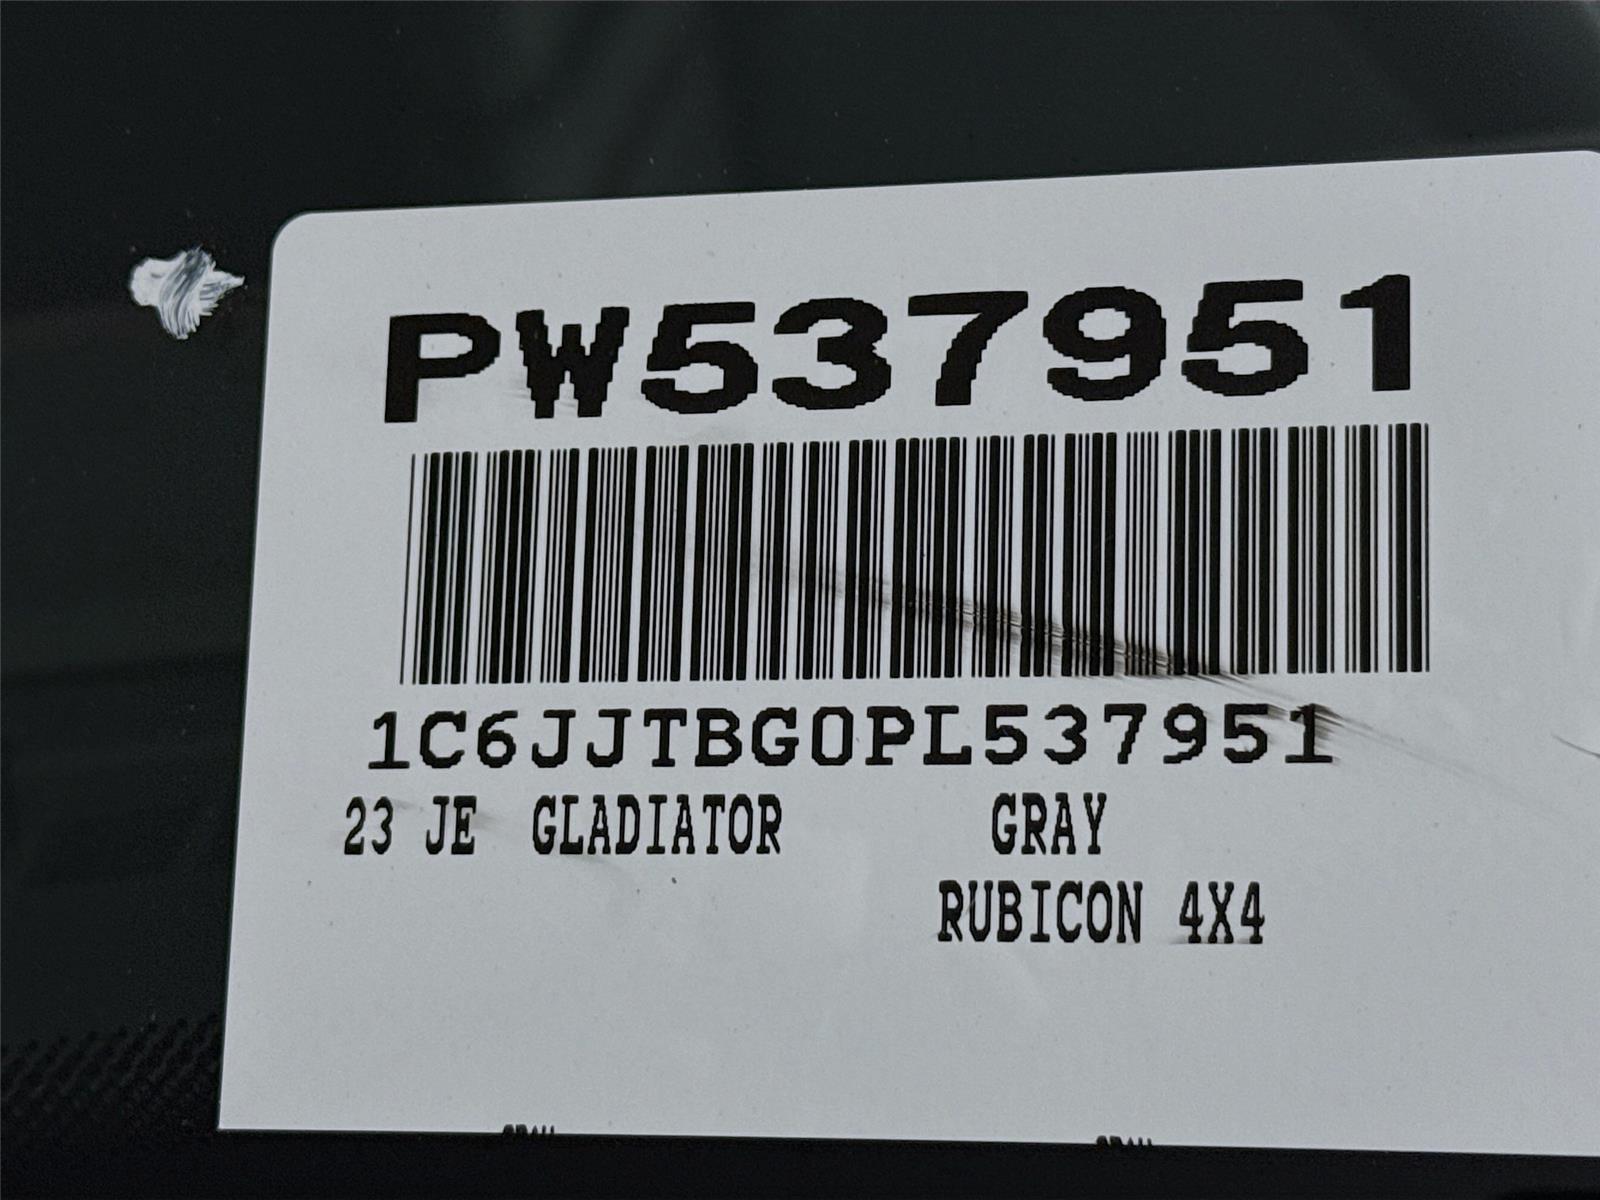 PW537951
1C6JJTBG0PL537951
23 JE GLADIATOR GRAY
RUBICON 4X4